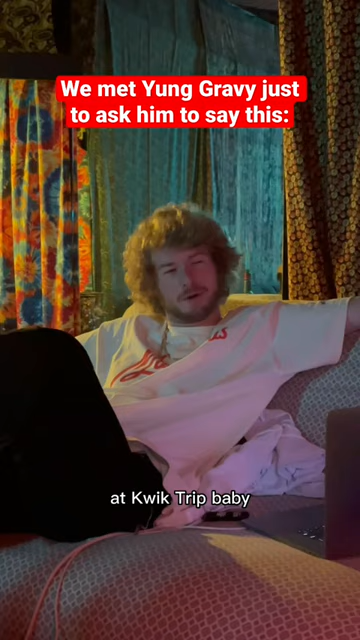 We met Yung Gravy just
to ask him to say this:
at Kwik Trip baby